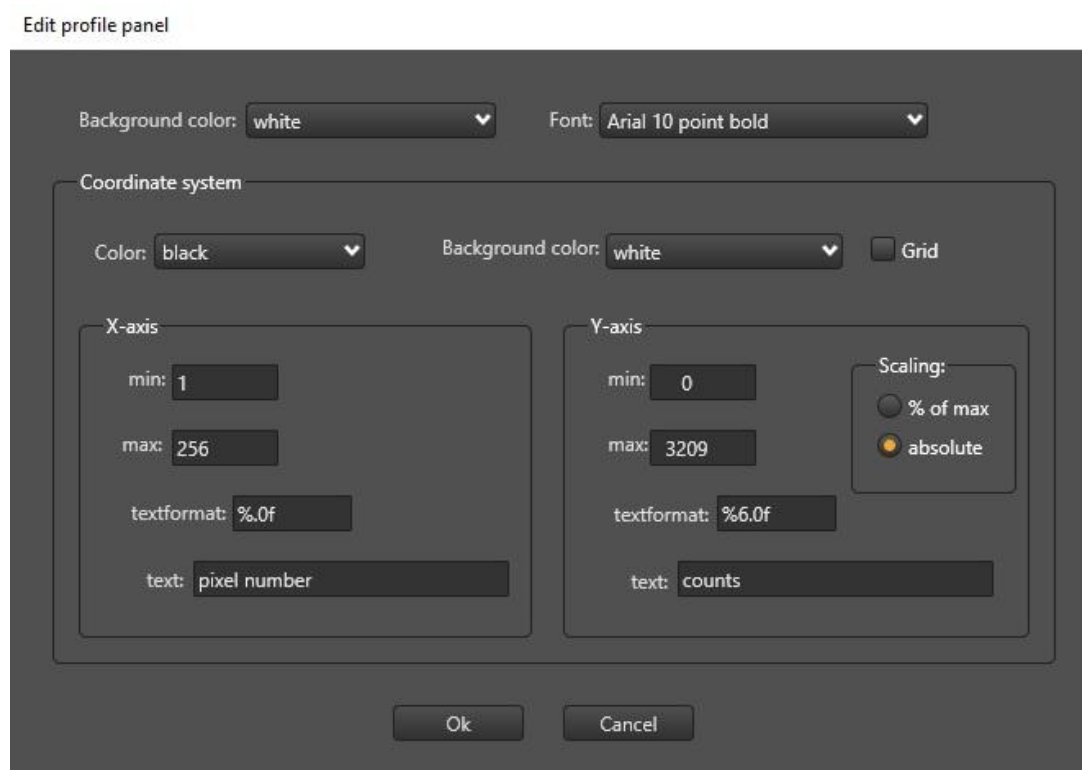 Edit profile panel
Background color: white Font: Arial 10 point bold
Coordinate system
Color: black Background color: white Grid
X-axis Y-axis
min: 1 min: 0 Scaling:
% of max
max: 256 max: 3209 absolute
textformat: %.0f textformat: %6.0f
text: pixel number text: counts
Ok Cancel